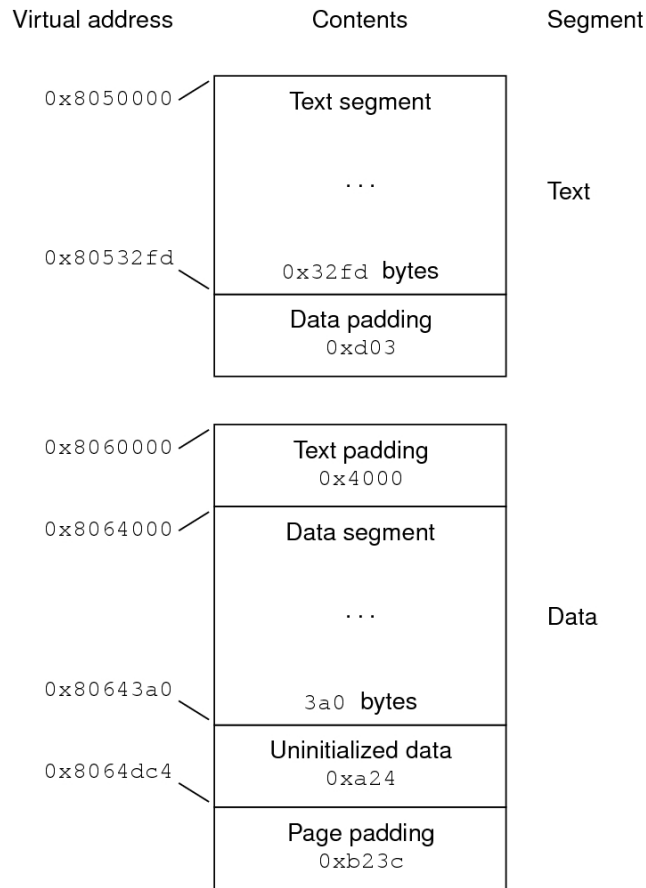 Virtual address Contents Segment
0x8050000 Text segment
. . .
Text
0x80532fd 0x32fd bytes
Data padding
0xd03
0x8060000 Text padding
0x4000
0x8064000 Data segment
. . .
Data
0x80643a0 3a0 bytes
Uninitialized data
0x8064dc4 0xa24
Page padding
0xb23c